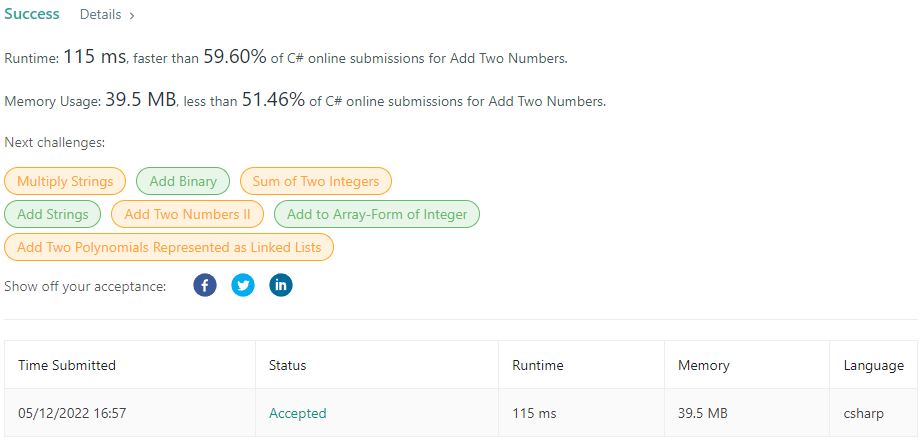 Success Details >
Runtime: 115 ms, faster than 59.60% of C# online submissions for Add Two Numbers.
Memory Usage: 39.5 MB, less than 51.46% of C# online submissions for Add Two Numbers.
Next challenges:
Multiply Strings Add Binary Sum of Two Integers
Add Strings Add Two Numbers II Add to Array-Form of Integer
Add Two Polynomials Represented as Linked Lists
Show off your acceptance: f in
Time Submitted Status Runtime Memory Language
05/12/2022 16:57 Accepted 115 ms 39.5 MB csharp